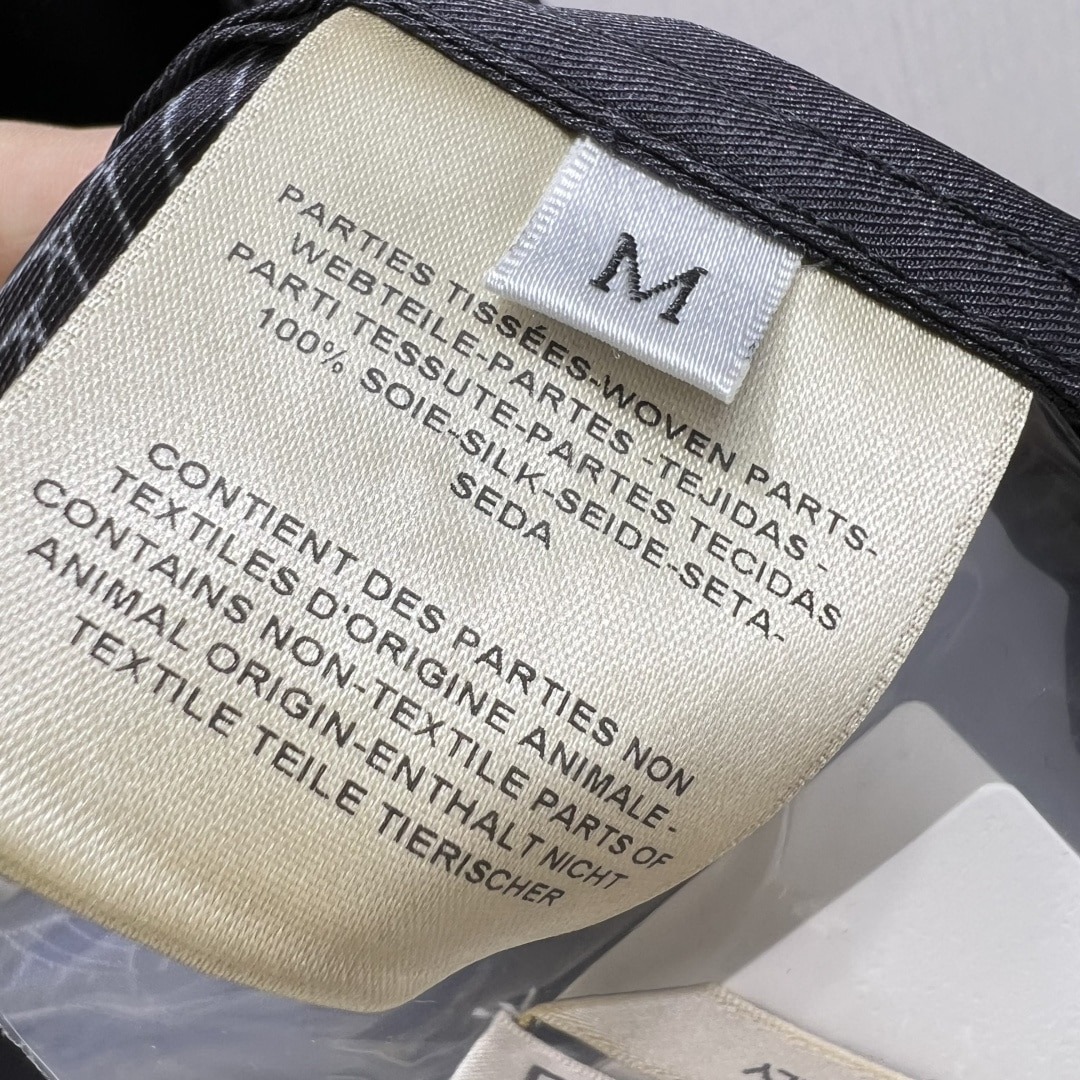 M
PARTIES TISSÉES-WOVEN PARTS-
WEBTEILE-PARTES -TEJIDAS -
PARTI TESSUTE-PARTES TECIDAS
100% SOIE-SILK-SEIDE-SETA-
SEDA
CONTIENT DES PARTIES NON
TEXTILES D'ORIGINE ANIMALE-
CONTAINS NON-TEXTILE PARTS OF
ANIMAL ORIGIN-ENTHALT NICHT
TEXTILE TEILE TIERISCHER